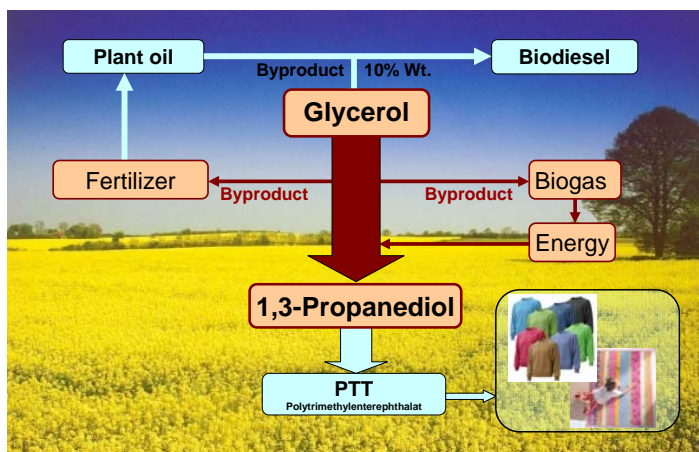 Plant oil
Byproduct 10% Wt.
Biodiesel
Glycerol
Fertilizer
Byproduct
Byproduct
Biogas
Energy
1,3-Propanediol
PTT
Polytrimethylenterephthalat